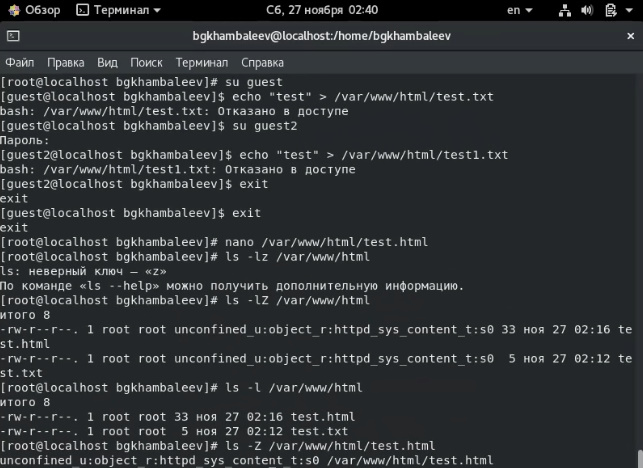 Обзор Терминал Сб, 27 ноября 02:40 en
bgkhambaleev@localhost:/home/bgkhambaleev
Файл Правка Вид Поиск Терминал Справка
[root@localhost bgkhambaleev]# su guest
[guest@localhost bgkhambaleev]$ echo "test" > /var/www/html/test.txt
bash: /var/www/html/test.txt: Отказано в доступе
[guest@localhost bgkhambaleev]$ su guest2
Пароль:
[guest2@localhost bgkhambaleev]$ echo "test" > /var/www/html/test1.txt
bash: /var/www/html/test1.txt: Отказано в доступе
[guest2@localhost bgkhambaleev]$ exit
exit
[guest@localhost bgkhambaleev]$ exit
exit
[root@localhost bgkhambaleev]# nano /var/www/html/test.html
[root@localhost bgkhambaleev]# ls -lz /var/www/html
ls: неверный ключ — «z»
По команде «ls --help» можно получить дополнительную информацию.
[root@localhost bgkhambaleev]# ls -lZ /var/www/html
итого 8
-rw-r--r--. 1 root root unconfined_u:object_r:httpd_sys_content_t:s0 33 ноя 27 02:16 te
st.html
-rw-r--r--. 1 root root unconfined_u:object_r:httpd_sys_content_t:s0  5 ноя 27 02:12 te
st.txt
[root@localhost bgkhambaleev]# ls -l /var/www/html
итого 8
-rw-r--r--. 1 root root 33 ноя 27 02:16 test.html
-rw-r--r--. 1 root root  5 ноя 27 02:12 test.txt
[root@localhost bgkhambaleev]# ls -Z /var/www/html/test.html
unconfined_u:object_r:httpd_sys_content_t:s0 /var/www/html/test.html